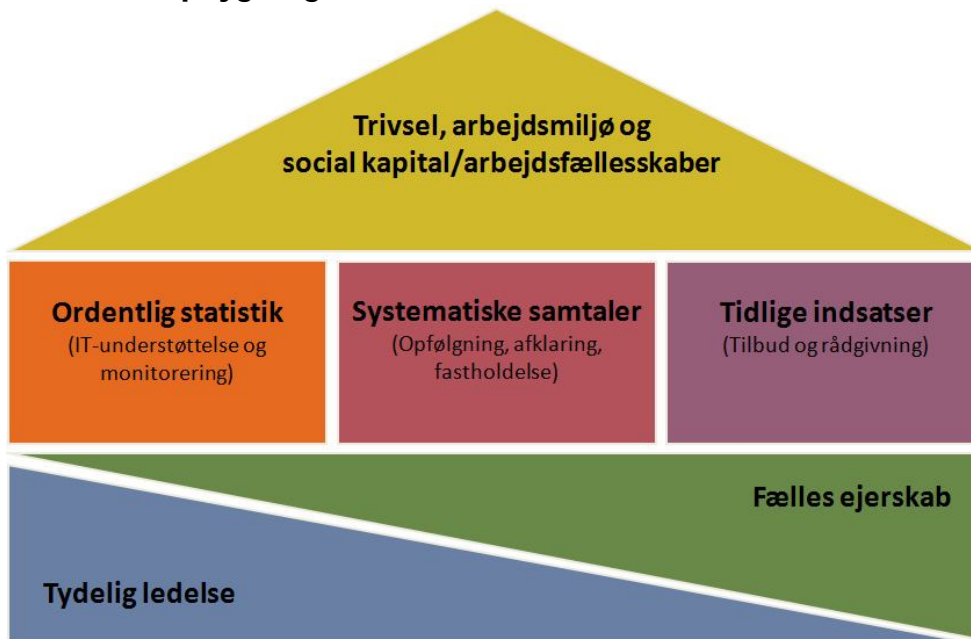 Trivsel, arbejdsmiljø og
social kapital/arbejdsfællesskaber
Ordentlig statistik
(IT-understøttelse og
monitorering)
Systematiske samtaler
(Opfølgning, afklaring,
fastholdelse)
Tidlige indsatser
(Tilbud og rådgivning)
Fælles ejerskab
Tydelig ledelse